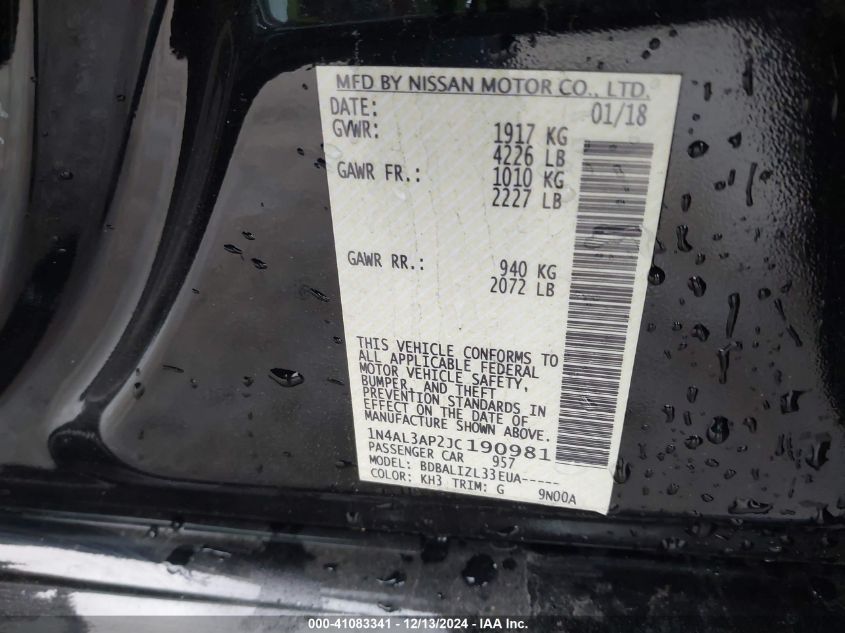 MFD BY NISSAN MOTOR CO., LTD.
DATE: 01/18
GVWR: 1917 KG
4226 LB
GAWR FR.: 1010 KG
2227 LB
GAWR RR.: 940 KG
2072 LB
THIS VEHICLE CONFORMS TO
ALL APPLICABLE FEDERAL
MOTOR VEHICLE SAFETY,
BUMPER, AND THEFT
PREVENTION STANDARDS IN
EFFECT ON THE DATE OF
MANUFACTURE SHOWN ABOVE.
1N4AL3AP2JC190981
PASSENGER CAR 957
MODEL: BDBALIZL33EUA-----
COLOR: KH3 TRIM: G 9N00A
000-41083341 - 12/13/2024 - IAA Inc.